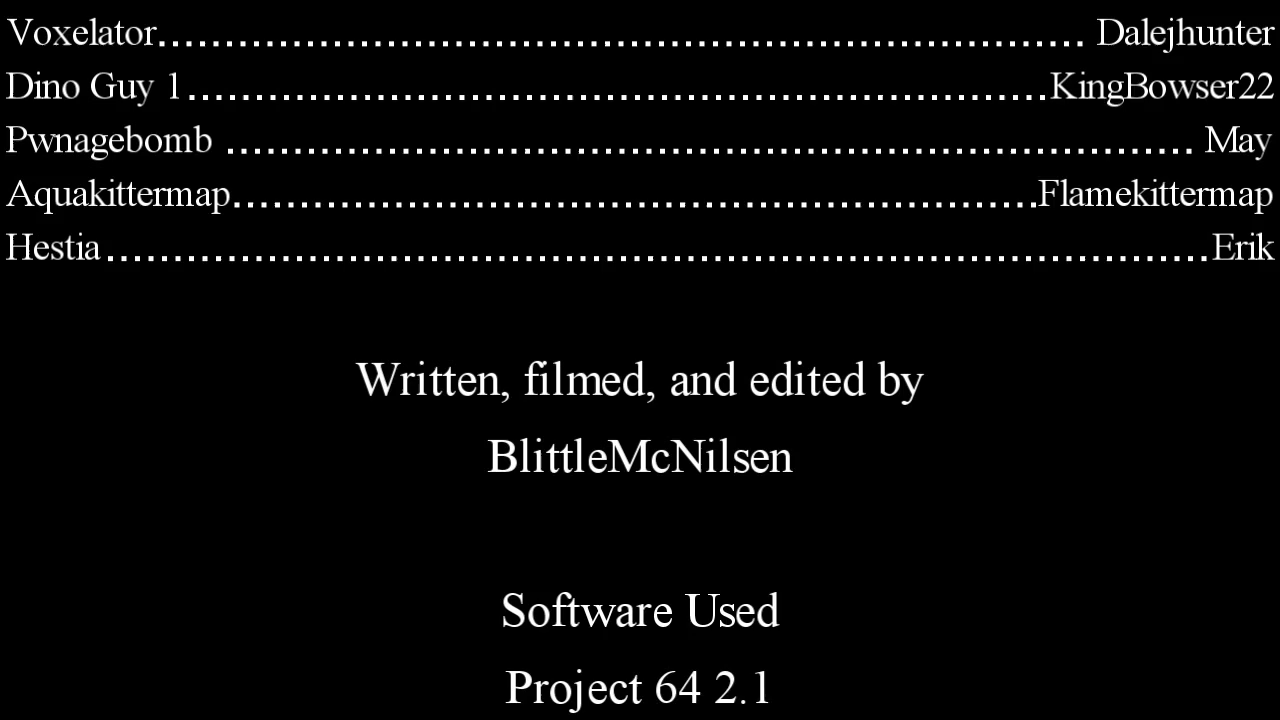 Voxelator....................................................................... Dalejhunter
Dino Guy 1..................................................................KingBowser22
Pwnagebomb .......................................................................... May
Aquakittermap.............................................................Flamekittermap
Hestia....................................................................................Erik
Written, filmed, and edited by
BlittleMcNilsen
Software Used
Project 64 2.1